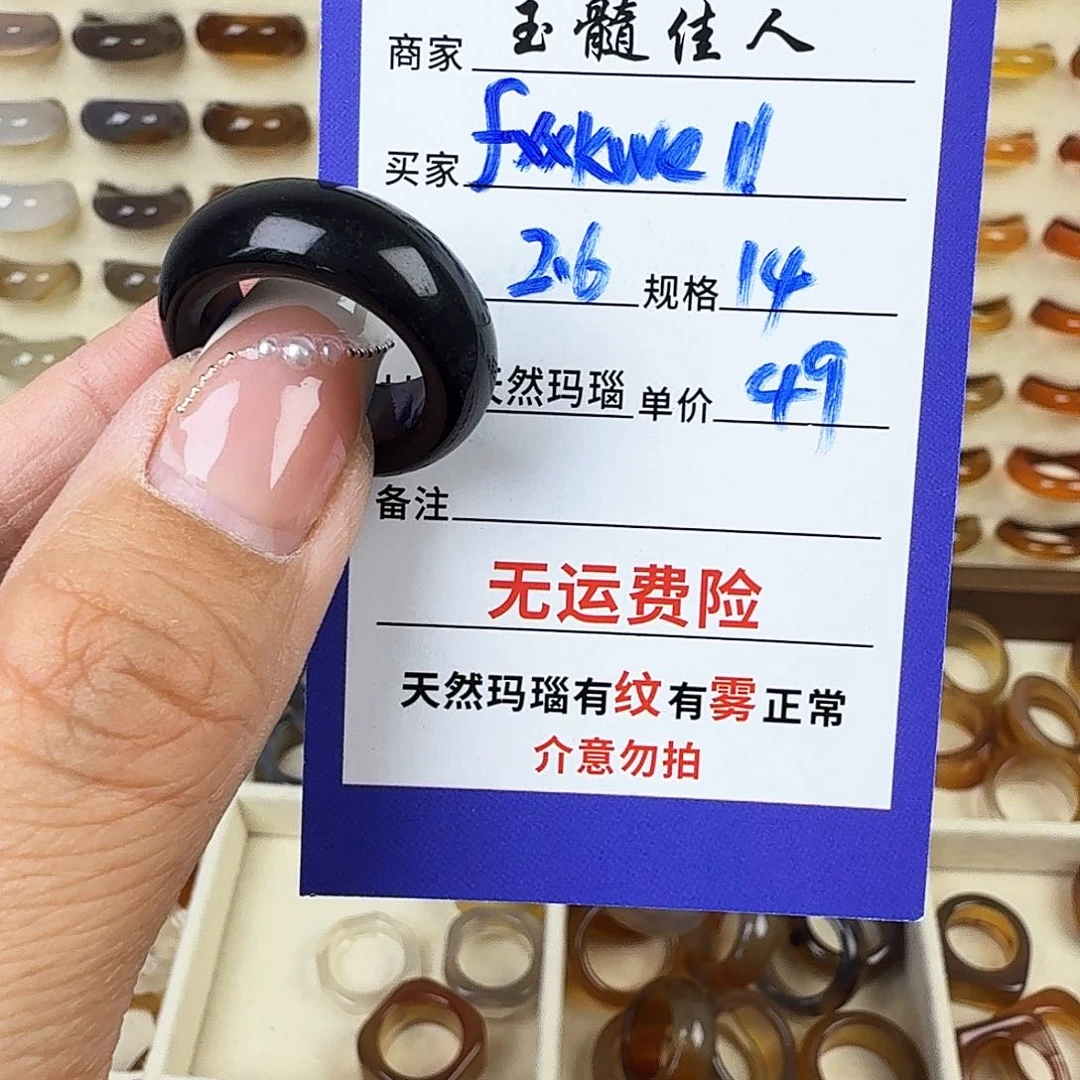 商家 玉髓佳人
买家 fxxkwe !!
2.6 规格 14
然玛瑙 单价 49
备注
无运费险
天然玛瑙有纹有雾正常
介意勿拍